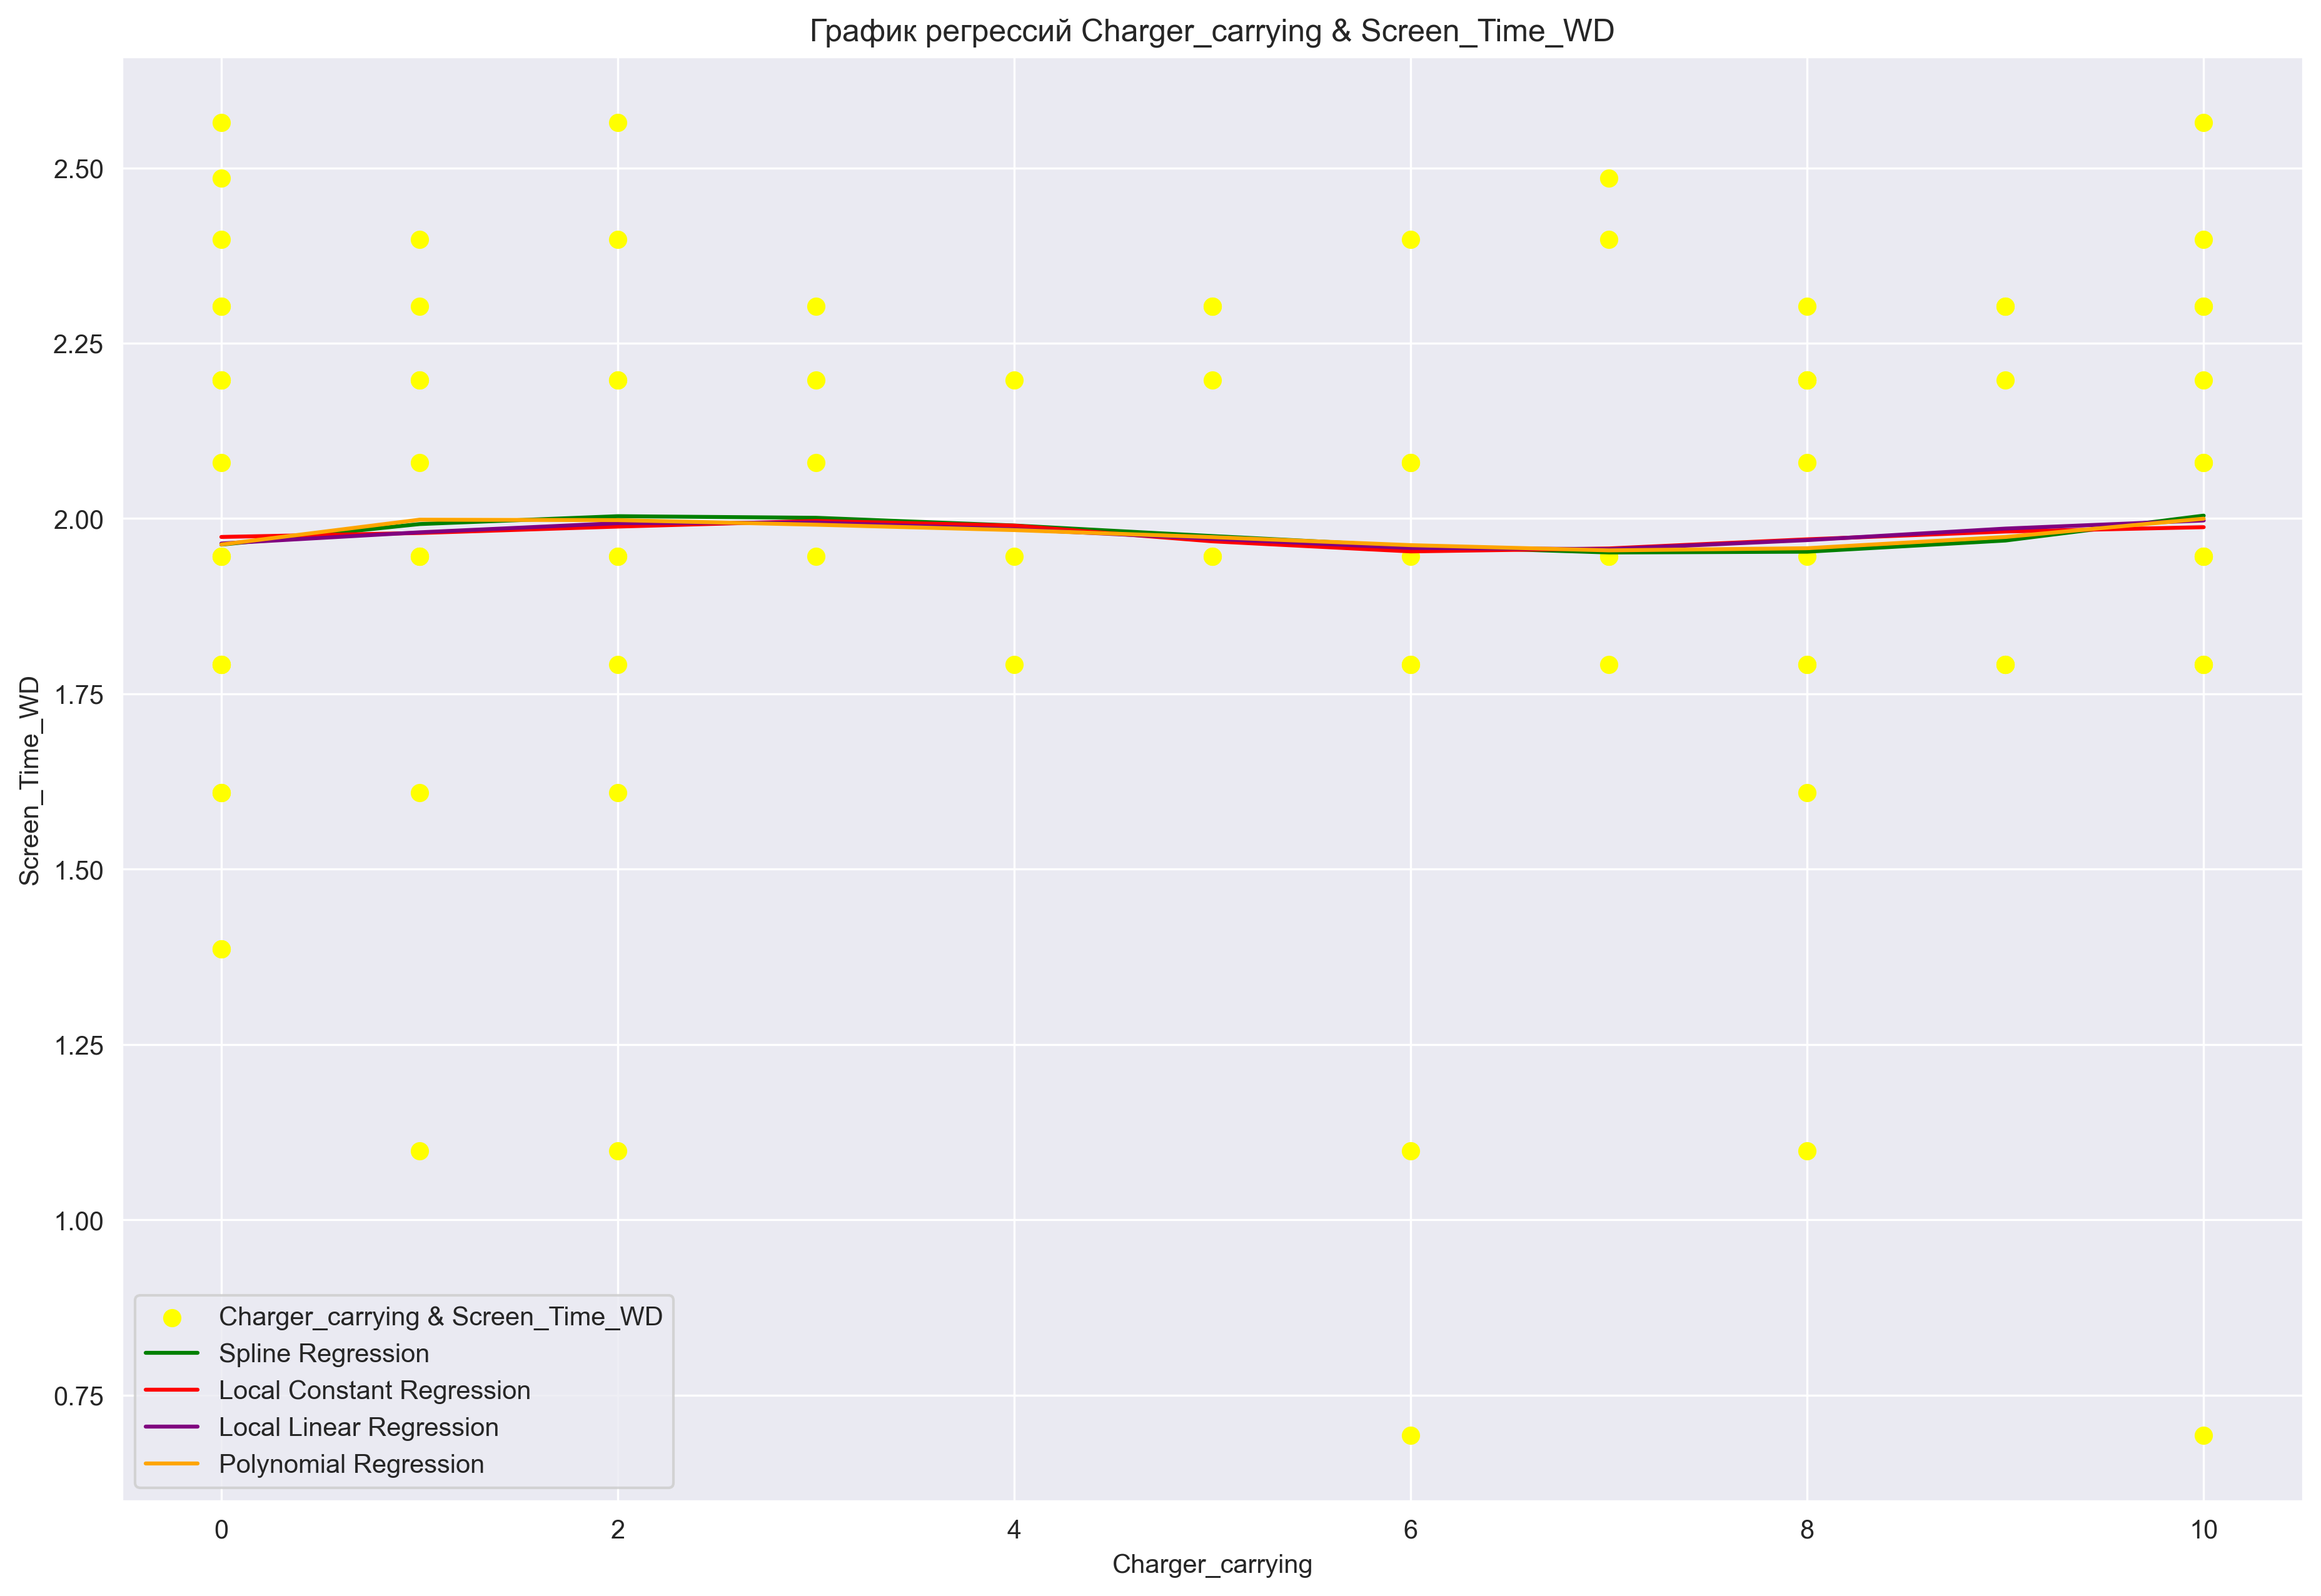 График регрессий Charger_carrying & Screen_Time_WD
Screen_Time_WD
2.50
2.25
2.00
1.75
1.50
1.25
1.00
0.75
Charger_carrying & Screen_Time_WD
Spline Regression
Local Constant Regression
Local Linear Regression
Polynomial Regression
0 2 4 6 8 10
Charger_carrying